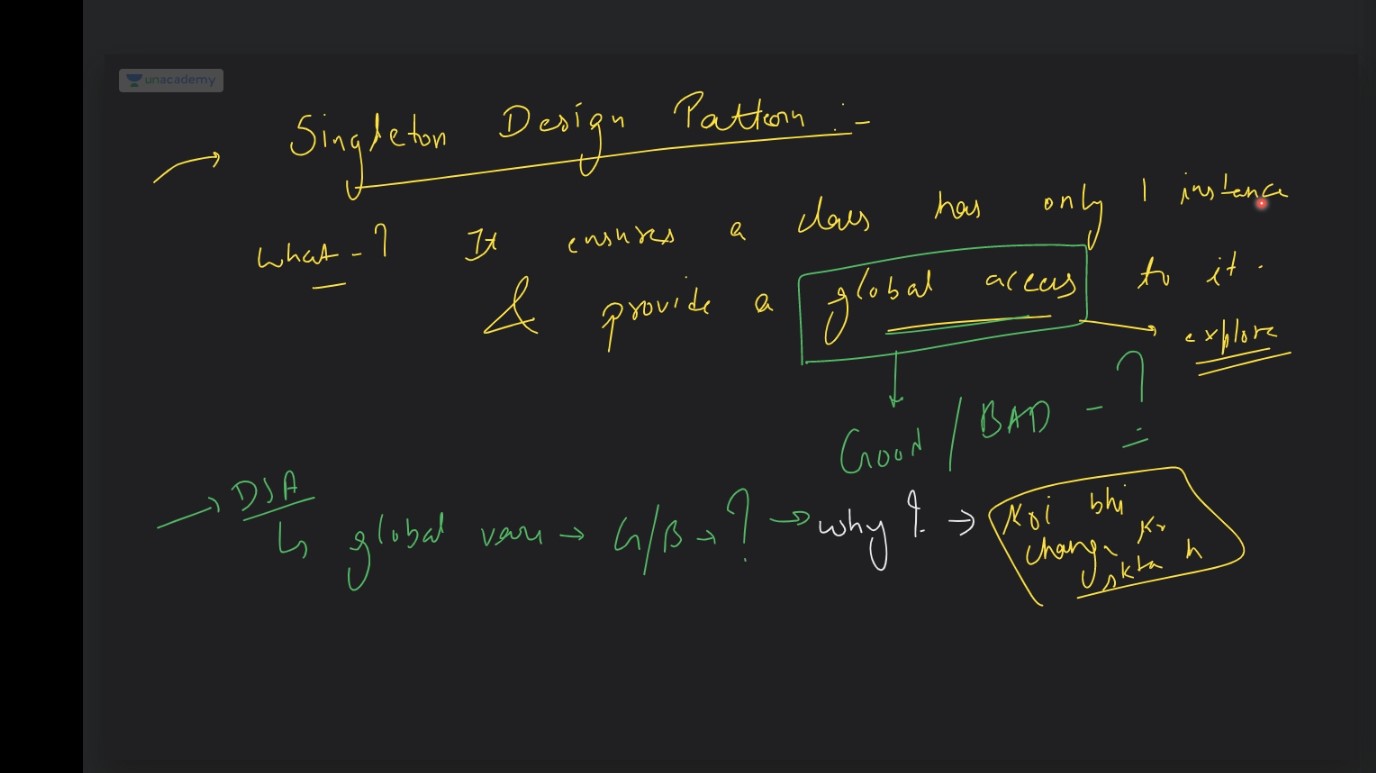 unacademy
Singleton Design Pattern :-
What - ? It ensures a class has only 1 instance
& provide a global access to it.
explore
Good / BAD - ?
DSA
↳ global vars → G/B → ? → why ? → Koi bhi
change kr
skta h